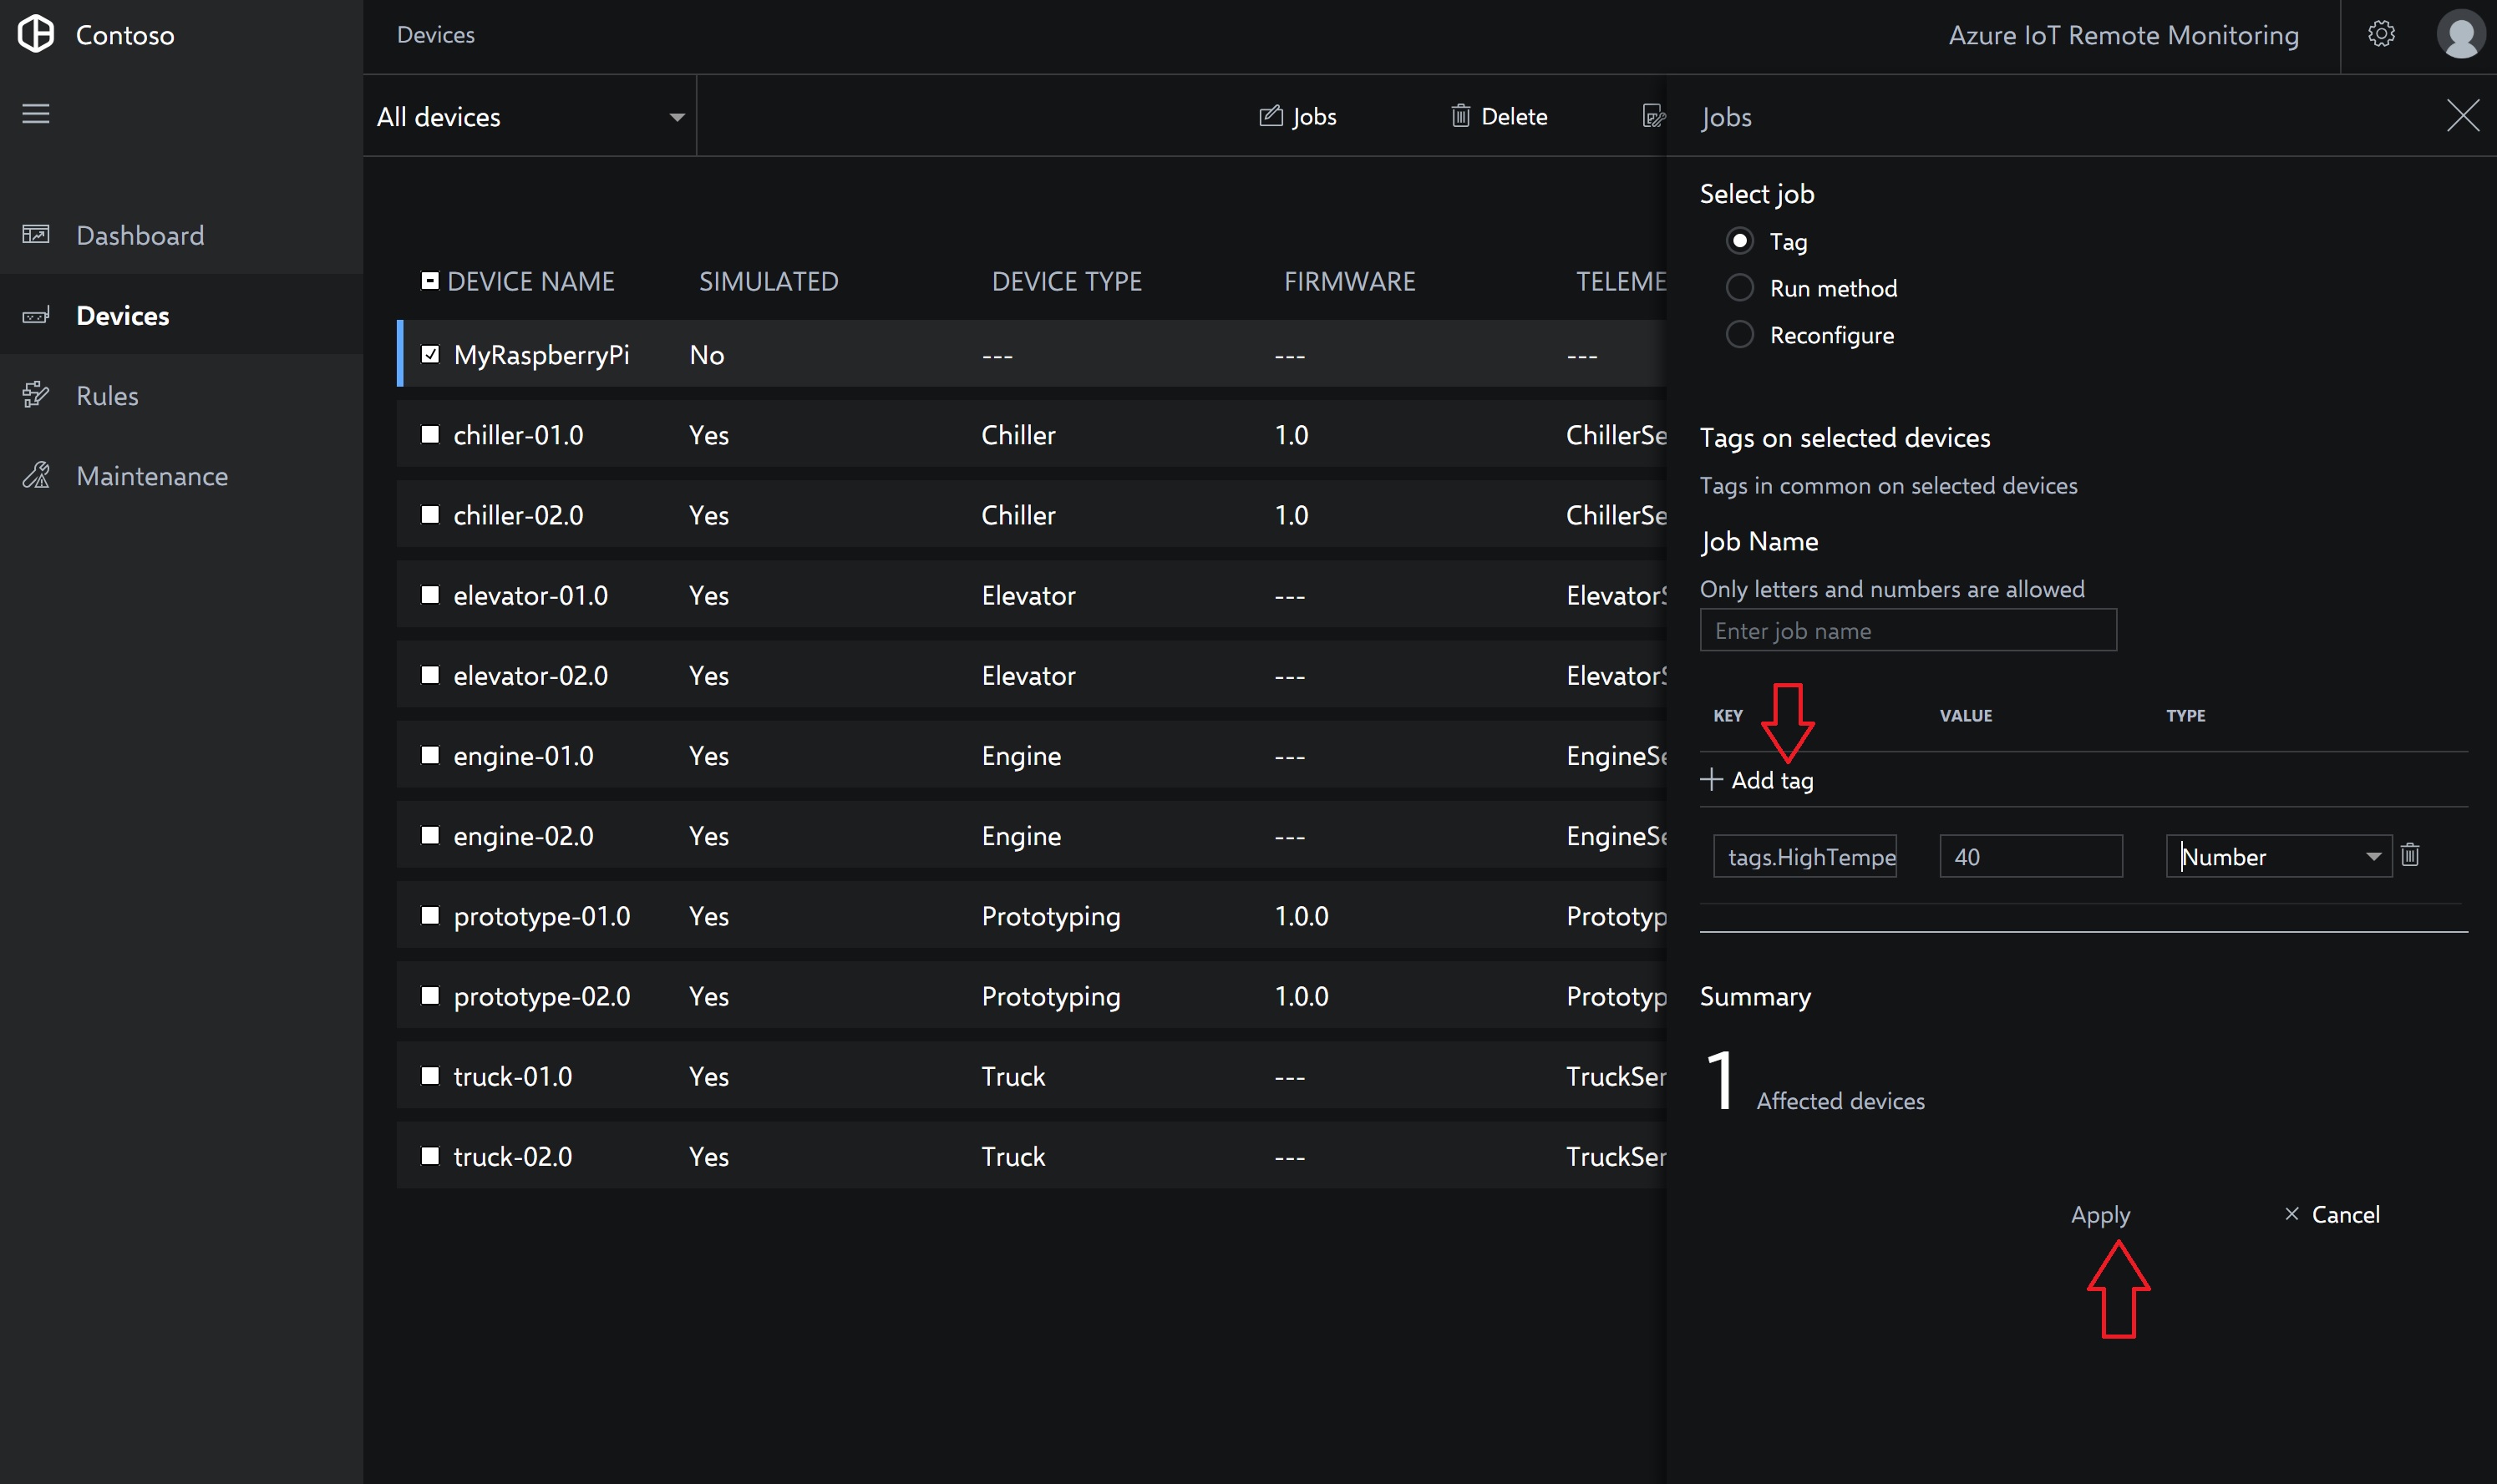 Contoso
Devices
Azure IoT Remote Monitoring
Dashboard
Devices
Rules
Maintenance
All devices
Jobs
Delete
DEVICE NAME SIMULATED DEVICE TYPE FIRMWARE TELEME
MyRaspberryPi No --- --- ---
chiller-01.0 Yes Chiller 1.0 ChillerSe
chiller-02.0 Yes Chiller 1.0 ChillerSe
elevator-01.0 Yes Elevator --- ElevatorS
elevator-02.0 Yes Elevator --- ElevatorS
engine-01.0 Yes Engine --- EngineSe
engine-02.0 Yes Engine --- EngineSe
prototype-01.0 Yes Prototyping 1.0.0 Prototyp
prototype-02.0 Yes Prototyping 1.0.0 Prototyp
truck-01.0 Yes Truck --- TruckSer
truck-02.0 Yes Truck --- TruckSer
Jobs
Select job
Tag
Run method
Reconfigure
Tags on selected devices
Tags in common on selected devices
Job Name
Only letters and numbers are allowed
Enter job name
KEY VALUE TYPE
Add tag
tags.HighTempe 40 Number
Summary
1 Affected devices
Apply Cancel